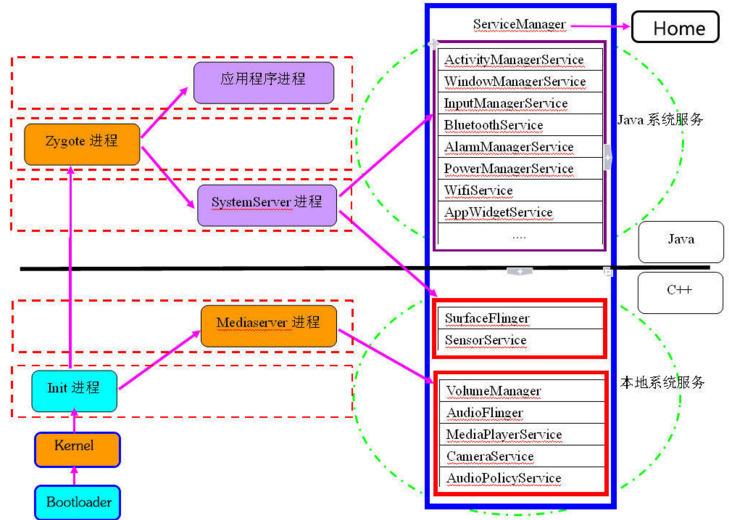 ServiceManager
Home
ActivityManagerService
WindowManagerService
InputManagerService
BluetoothService
AlarmManagerService
PowerManagerService
WifiService
AppWidgetService
....
Java 系统服务
应用程序进程
Zygote 进程
SystemServer 进程
Java
C++
Mediaserver 进程
SurfaceFlinger
SensorService
Init 进程
VolumeManager
AudioFlinger
MediaPlayerService
CameraService
AudioPolicyService
本地系统服务
Kernel
Bootloader